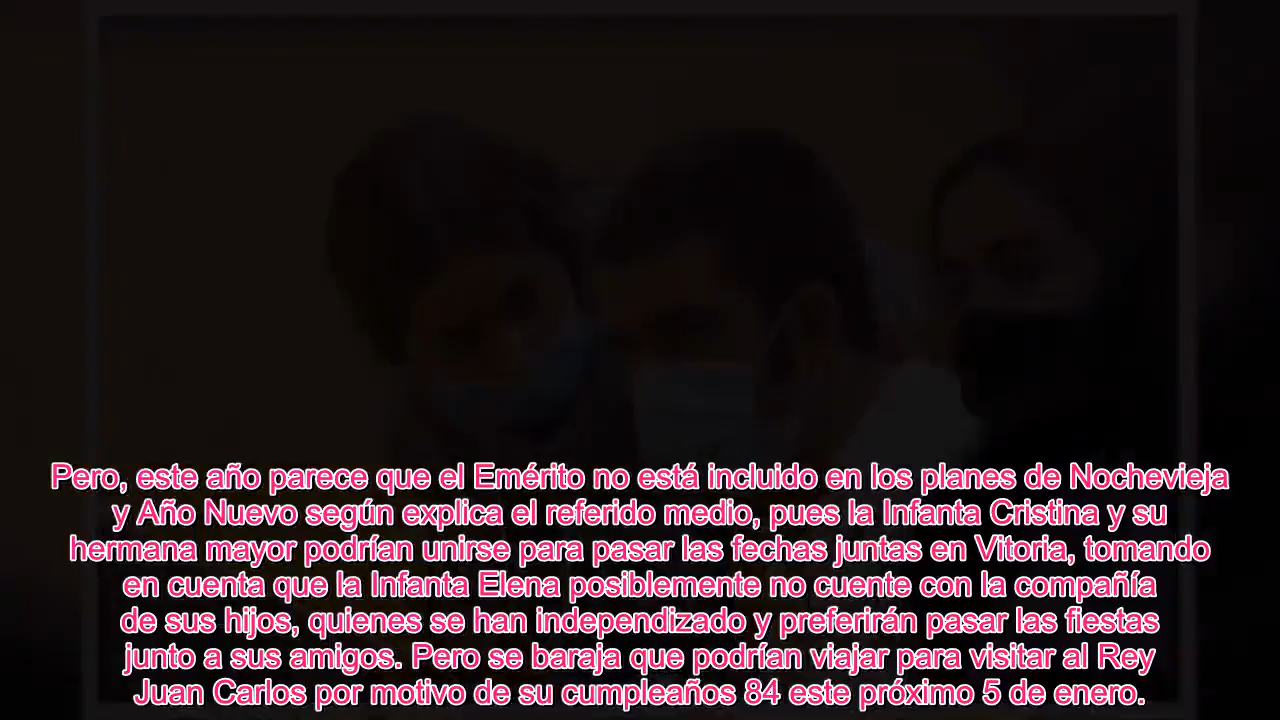 Pero, este año parece que el Emérito no está incluido en los planes de Nochevieja
y Año Nuevo según explica el referido medio, pues la Infanta Cristina y su
hermana mayor podrían unirse para pasar las fechas juntas en Vitoria, tomando
en cuenta que la Infanta Elena posiblemente no cuente con la compañía
de sus hijos, quienes se han independizado y preferirán pasar las fiestas
junto a sus amigos. Pero se baraja que podrían viajar para visitar al Rey
Juan Carlos por motivo de su cumpleaños 84 este próximo 5 de enero.